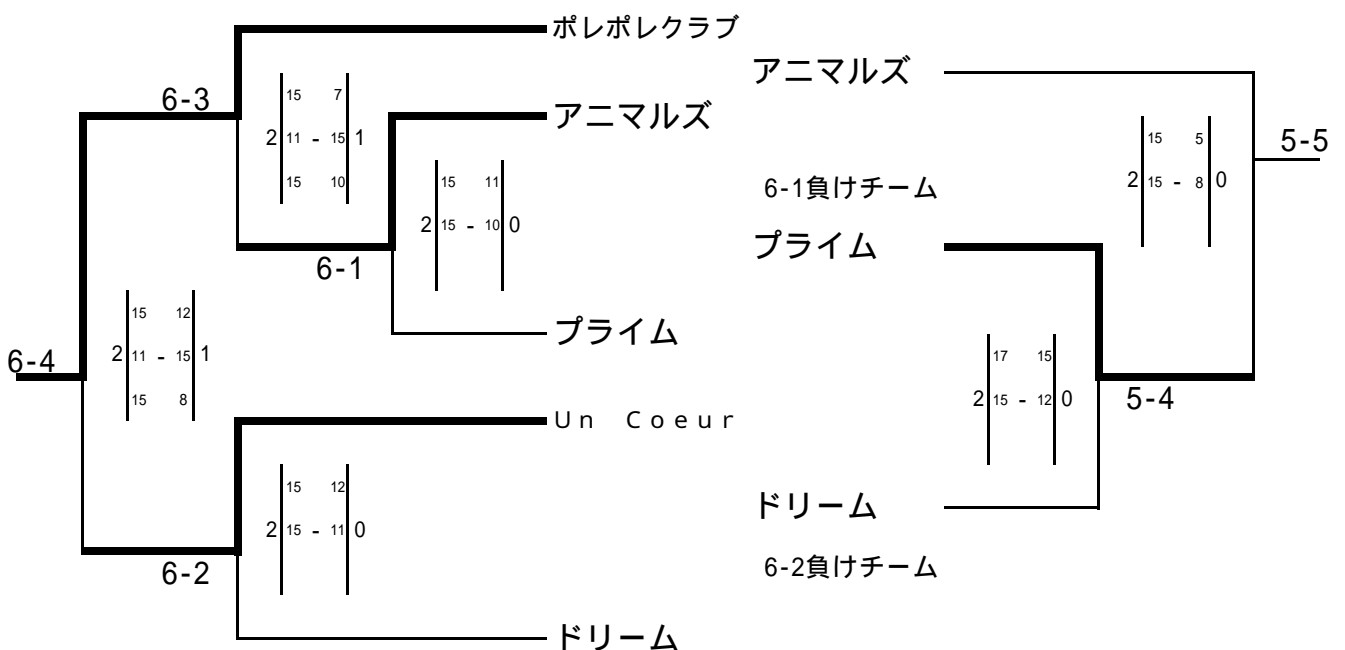 ポレポレクラブ
アニマルズ
6-3
15 7
2 11 - 15 1
15 10
アニマルズ
15 11
2 15 - 10 0
6-1
プライム
15 12
2 11 - 15 1
15 8
6-4
Un Coeur
15 12
2 15 - 11 0
6-2
ドリーム
15 5
2 15 - 8 0
5-5
6-1負けチーム
プライム
17 15
2 15 - 12 0
5-4
ドリーム
6-2負けチーム